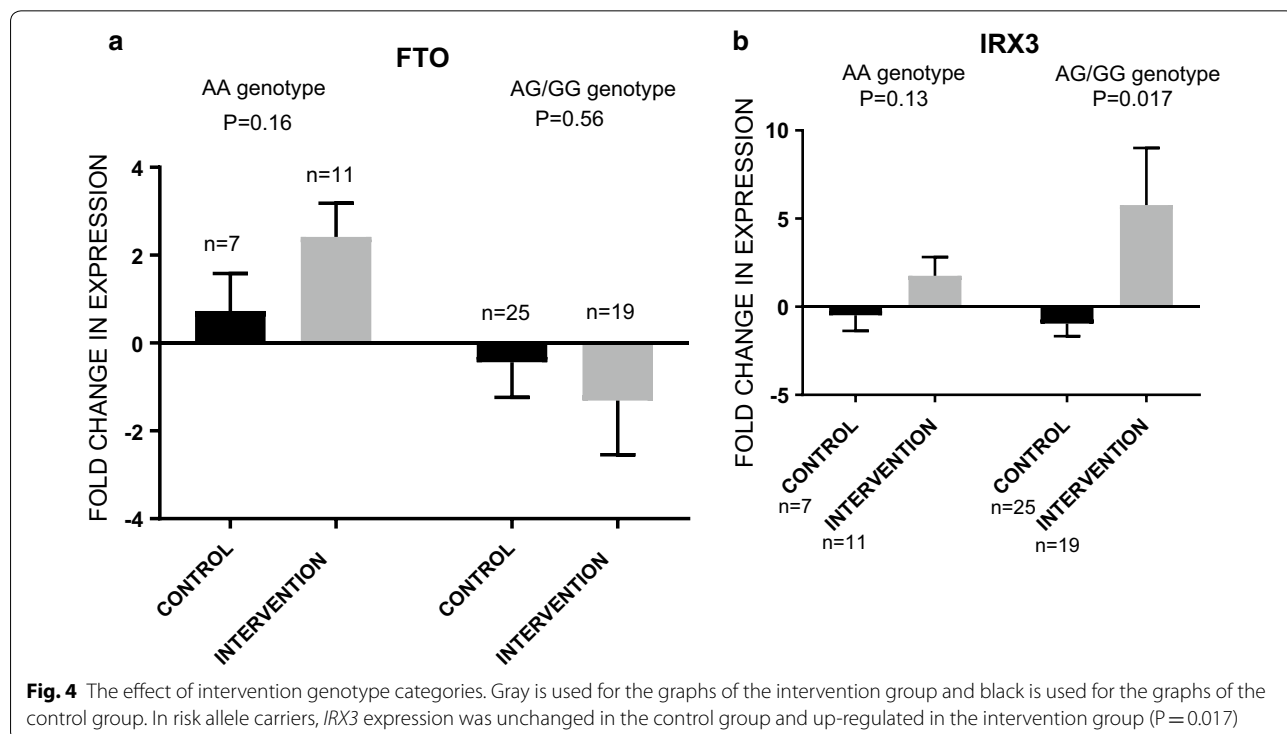 a
FTO
AA genotype
P=0.16
AG/GG genotype
P=0.56
FOLD CHANGE IN EXPRESSION
4
2
0
-2
-4
n=7
n=11
n=25
n=19
CONTROL
INTERVENTION
CONTROL
INTERVENTION
b
IRX3
AA genotype
P=0.13
AG/GG genotype
P=0.017
FOLD CHANGE IN EXPRESSION
10
5
0
-5
CONTROL
n=7
INTERVENTION
n=11
CONTROL
n=25
INTERVENTION
n=19
Fig. 4 The effect of intervention genotype categories. Gray is used for the graphs of the intervention group and black is used for the graphs of the
control group. In risk allele carriers, IRX3 expression was unchanged in the control group and up-regulated in the intervention group (P = 0.017)